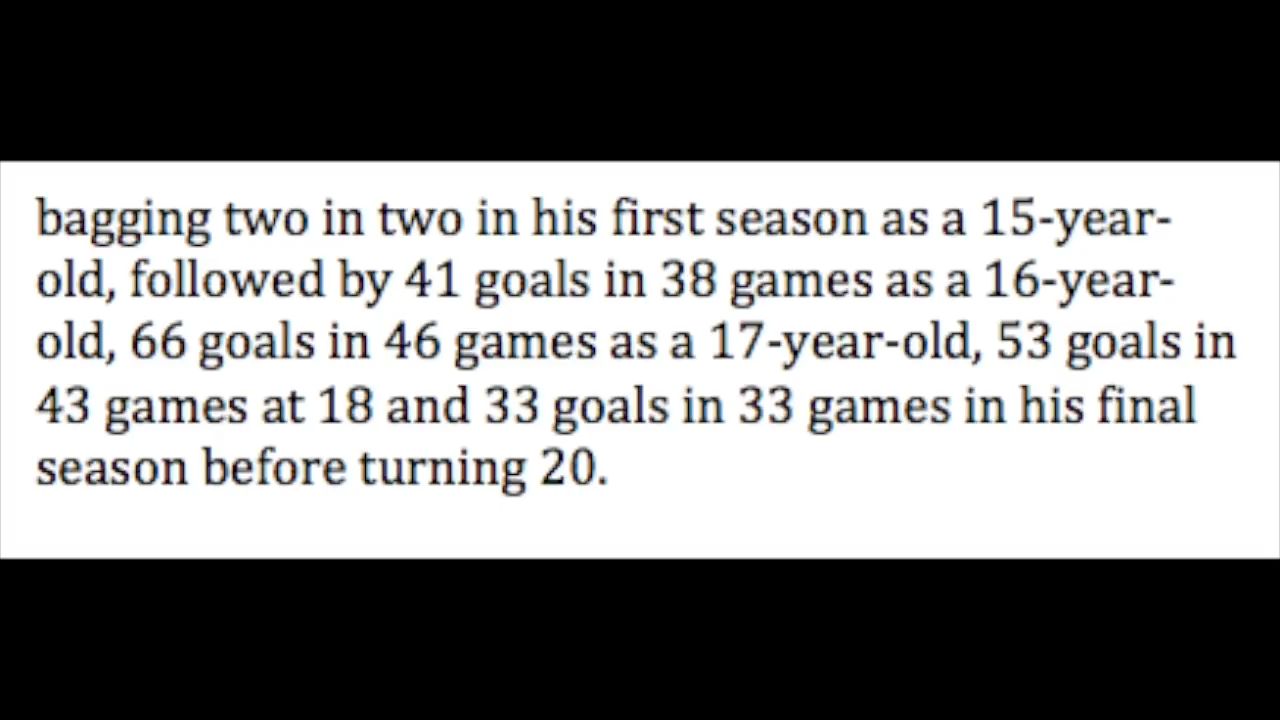 bagging two in two in his first season as a 15-year-
old, followed by 41 goals in 38 games as a 16-year-
old, 66 goals in 46 games as a 17-year-old, 53 goals in
43 games at 18 and 33 goals in 33 games in his final
season before turning 20.